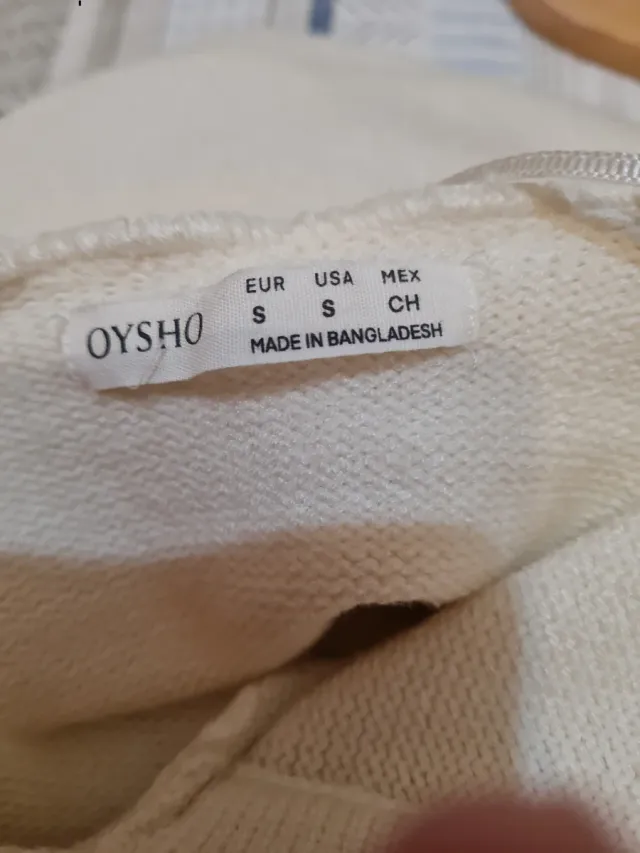 OYSHO
EUR USA MEX
S S CH
MADE IN BANGLADESH